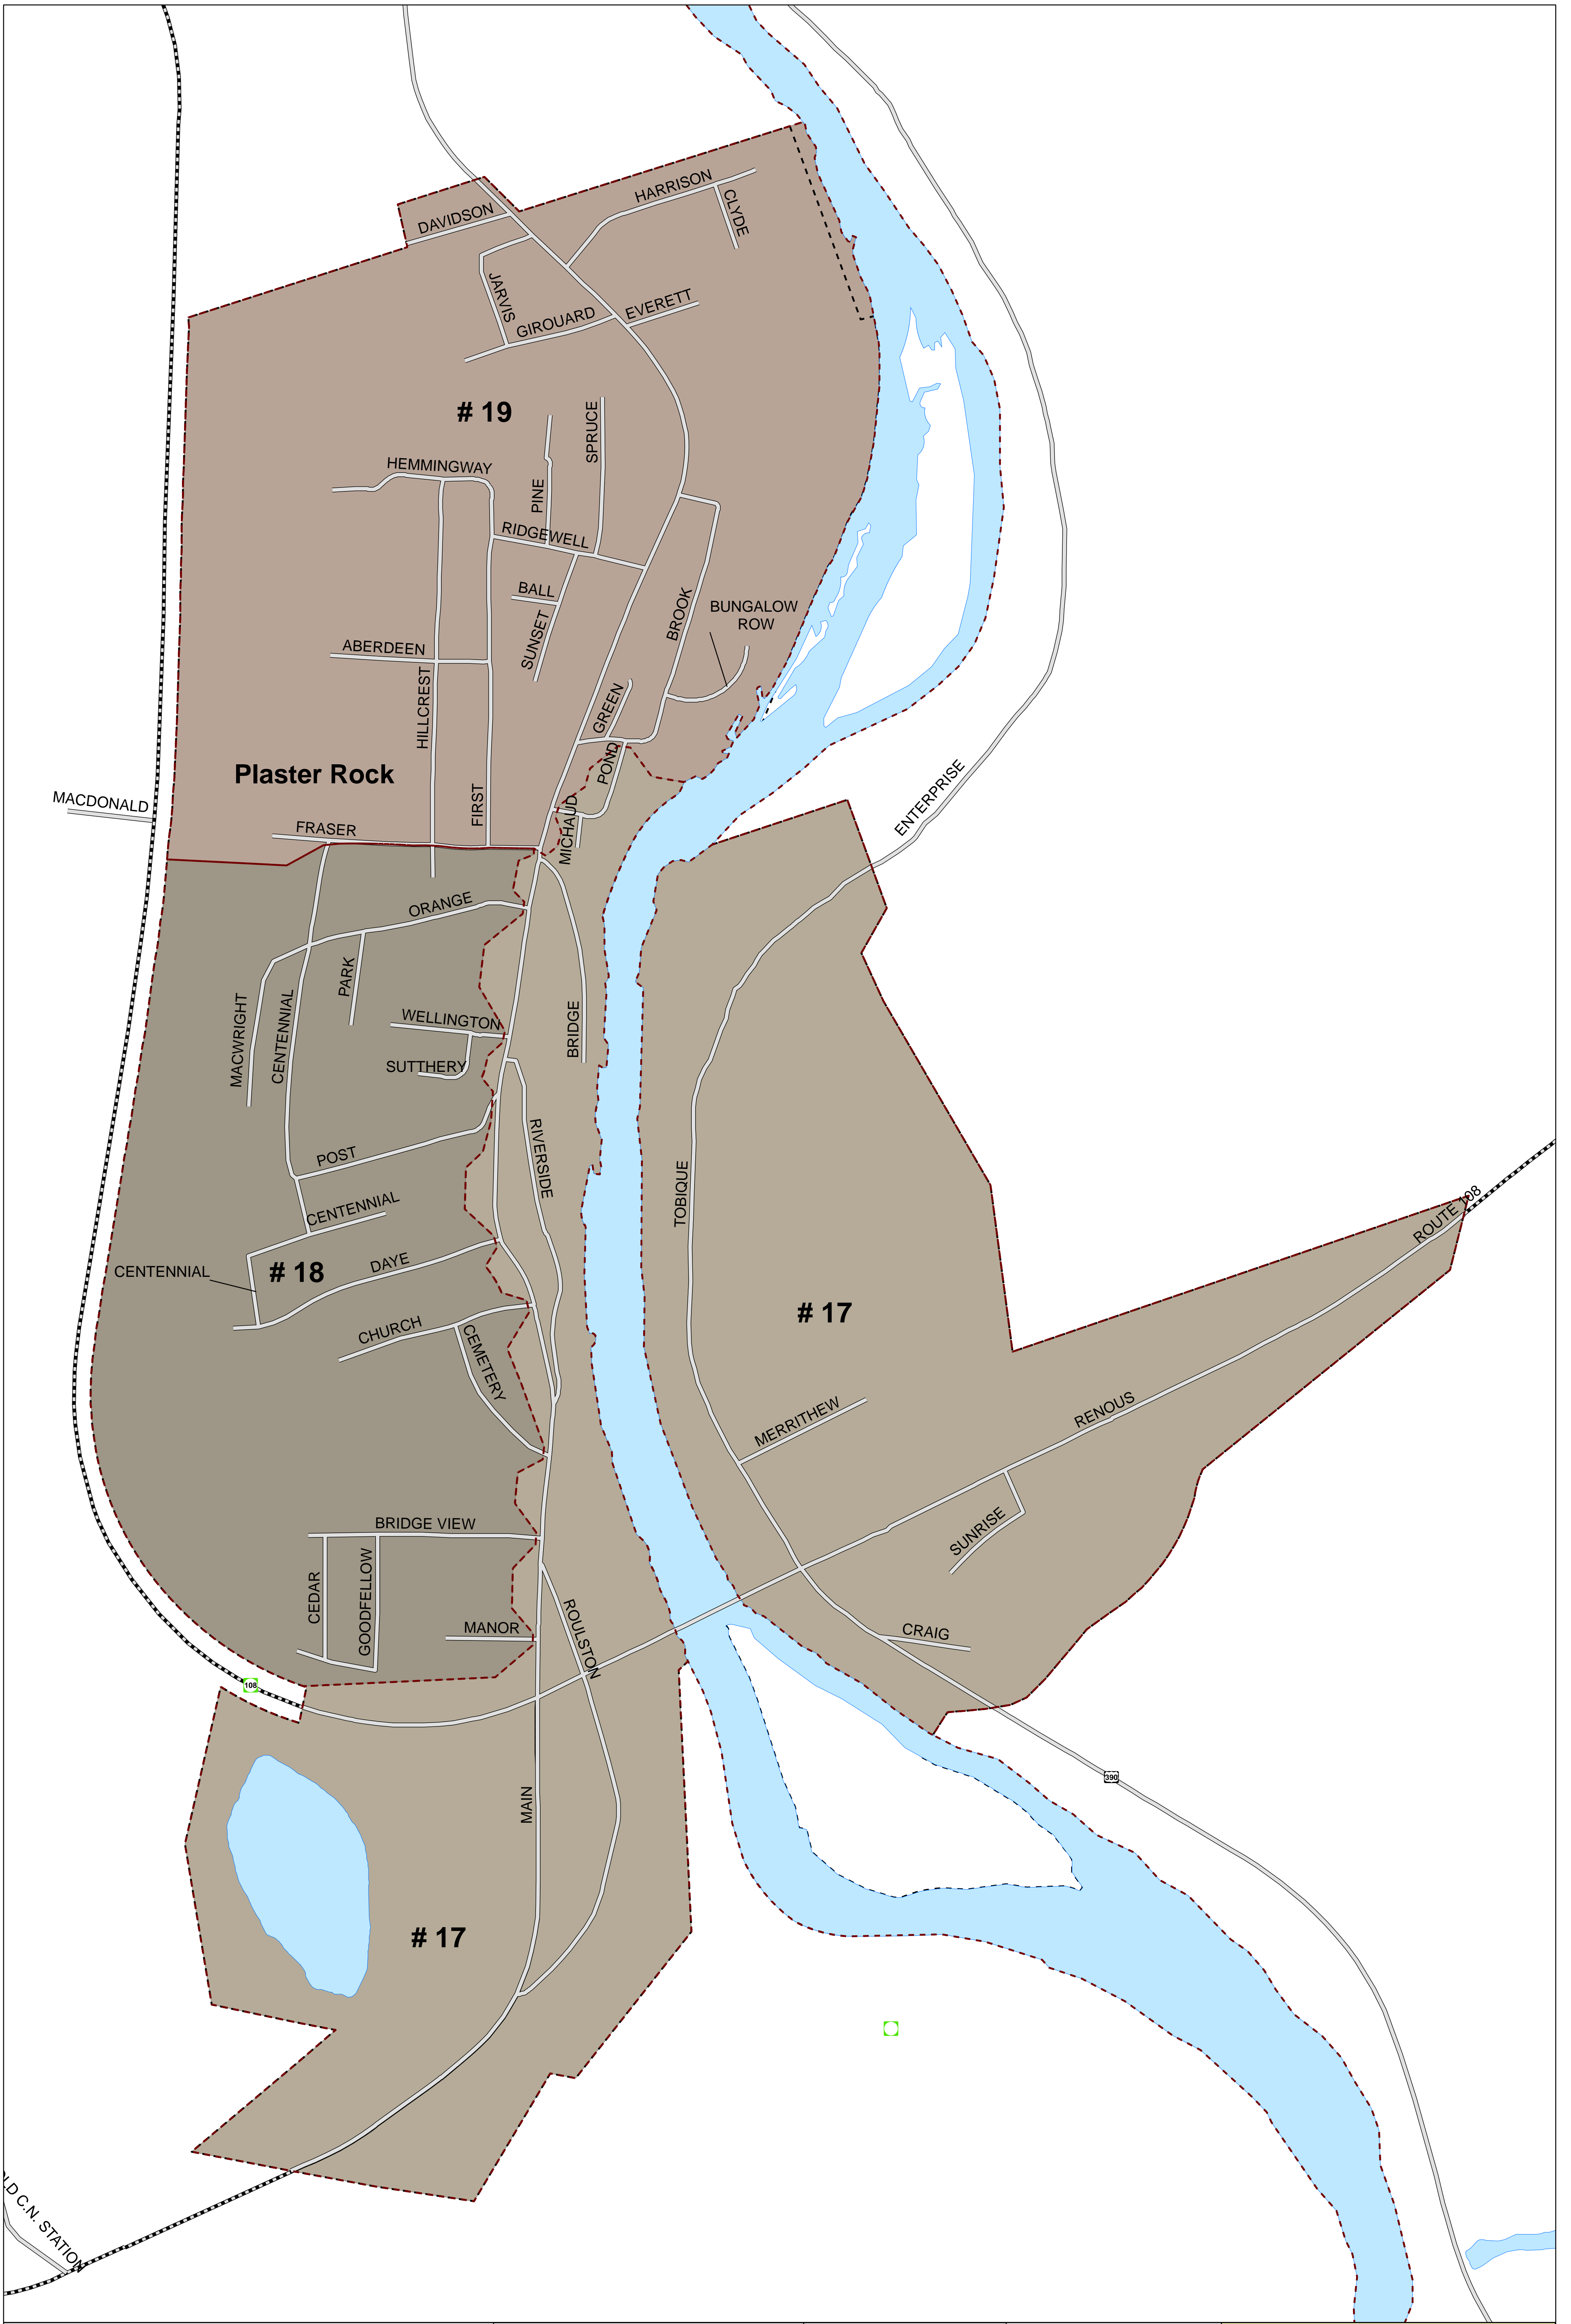 HARRISON
CLYDE
DAVIDSON
JARVIS
GIROUARD
EVERETT
# 19
SPRUCE
HEMMINGWAY
PINE
RIDGEWELL
BALL
SUNSET
BROOK
BUNGALOW
ROW
ABERDEEN
HILLCREST
GREEN
POND
Plaster Rock
FIRST
MACDONALD
FRASER
MICHAUD
ENTERPRISE
ORANGE
PARK
MACWRIGHT
CENTENNIAL
WELLINGTON
SUTTHERY
BRIDGE
RIVERSIDE
POST
TOBIQUE
CENTENNIAL
CENTENNIAL
# 18
DAYE
ROUTE 108
# 17
CHURCH
CEMETERY
MERRITHEW
RENOUS
BRIDGE VIEW
SUNRISE
CEDAR
GOODFELLOW
MANOR
ROULSTON
CRAIG
108
390
MAIN
# 17
C.N. STATION